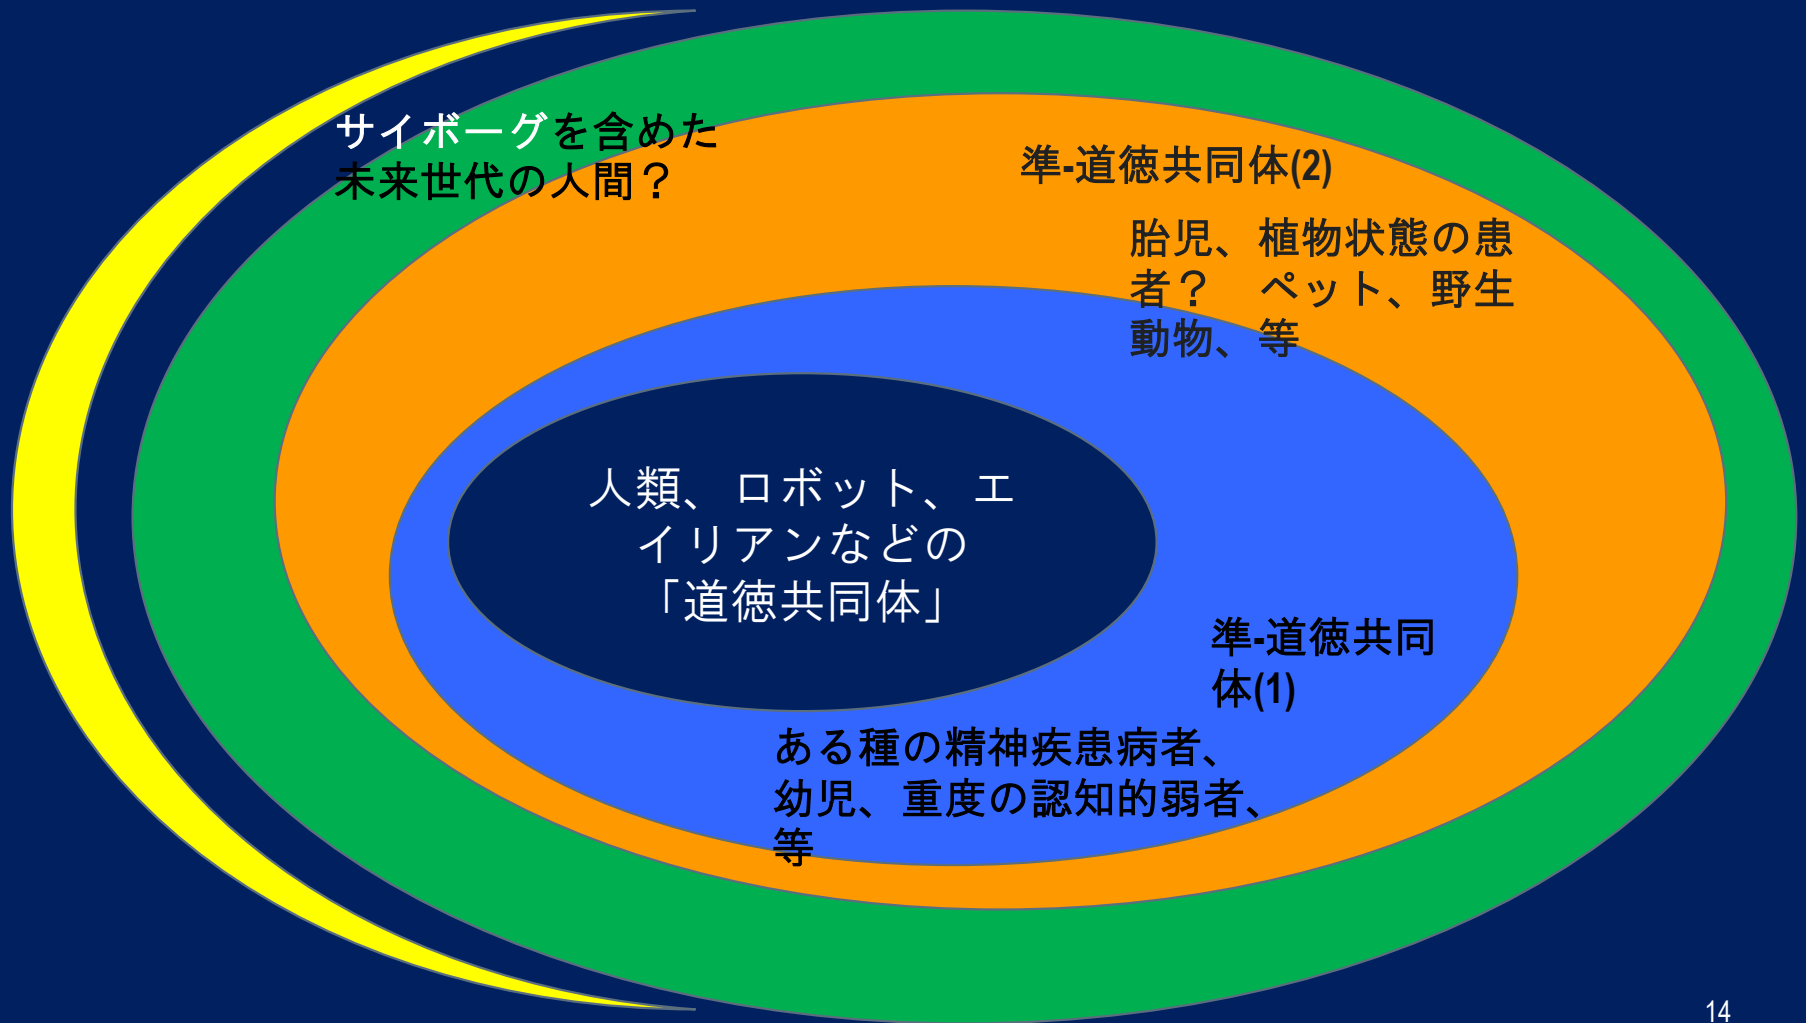 サイボーグを含めた
未来世代の人間？
準-道徳共同体(2)
胎児、植物状態の患
者？　ペット、野生
動物、等
人類、ロボット、エ
イリアンなどの
「道徳共同体」
準-道徳共同
体(1)
ある種の精神疾患病者、
幼児、重度の認知的弱者、
等
14